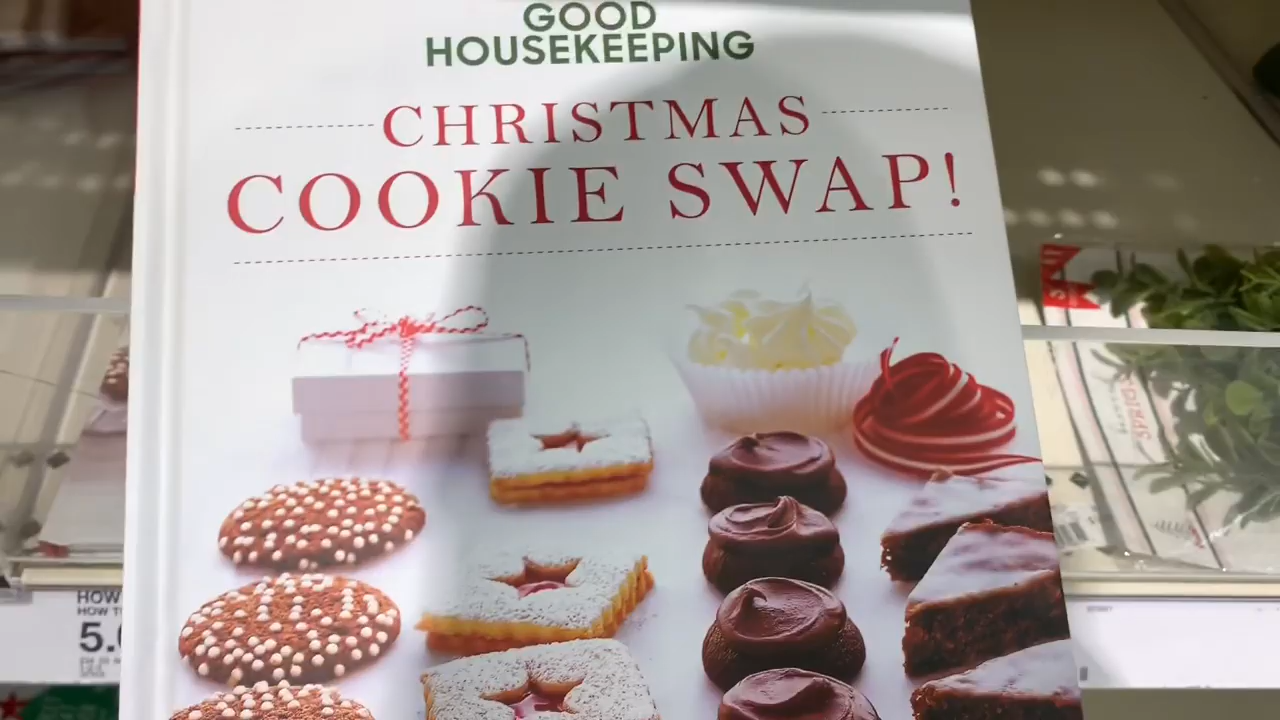 GOOD
HOUSEKEEPING
CHRISTMAS
COOKIE SWAP!
HOW
HOW T
5.